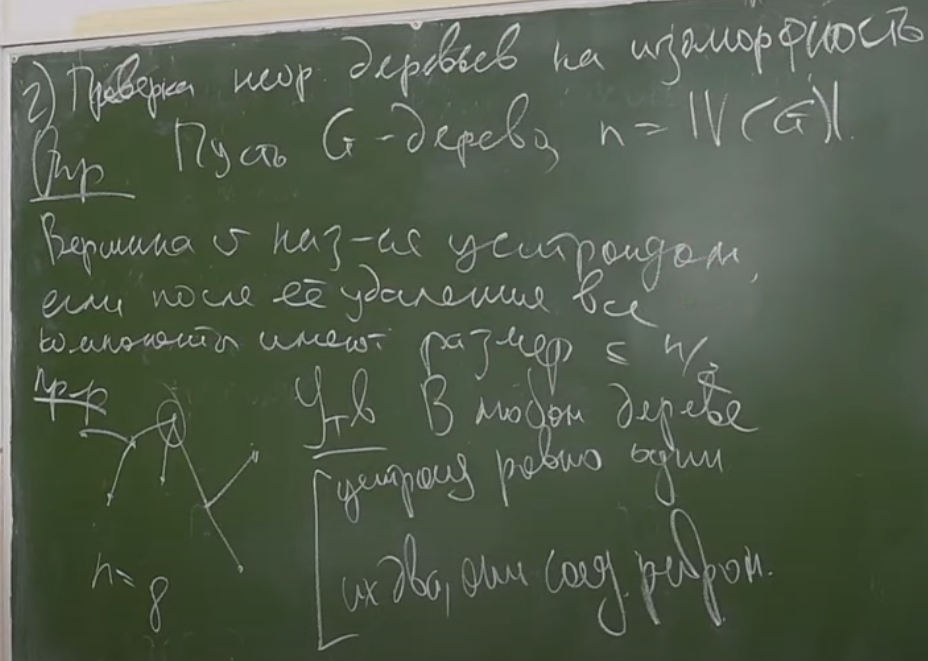 2) Проверка неор. деревьев на изоморфность
Опр Пусть G - дерево, n = |V(G)|.
Вершина v наз-ся центроидом,
если после её удаления все
компоненты имеют размер ≤ n/2
Пр-р
Утв В любом дереве
центроид ровно один
их два, они соед. ребром.
n = 8